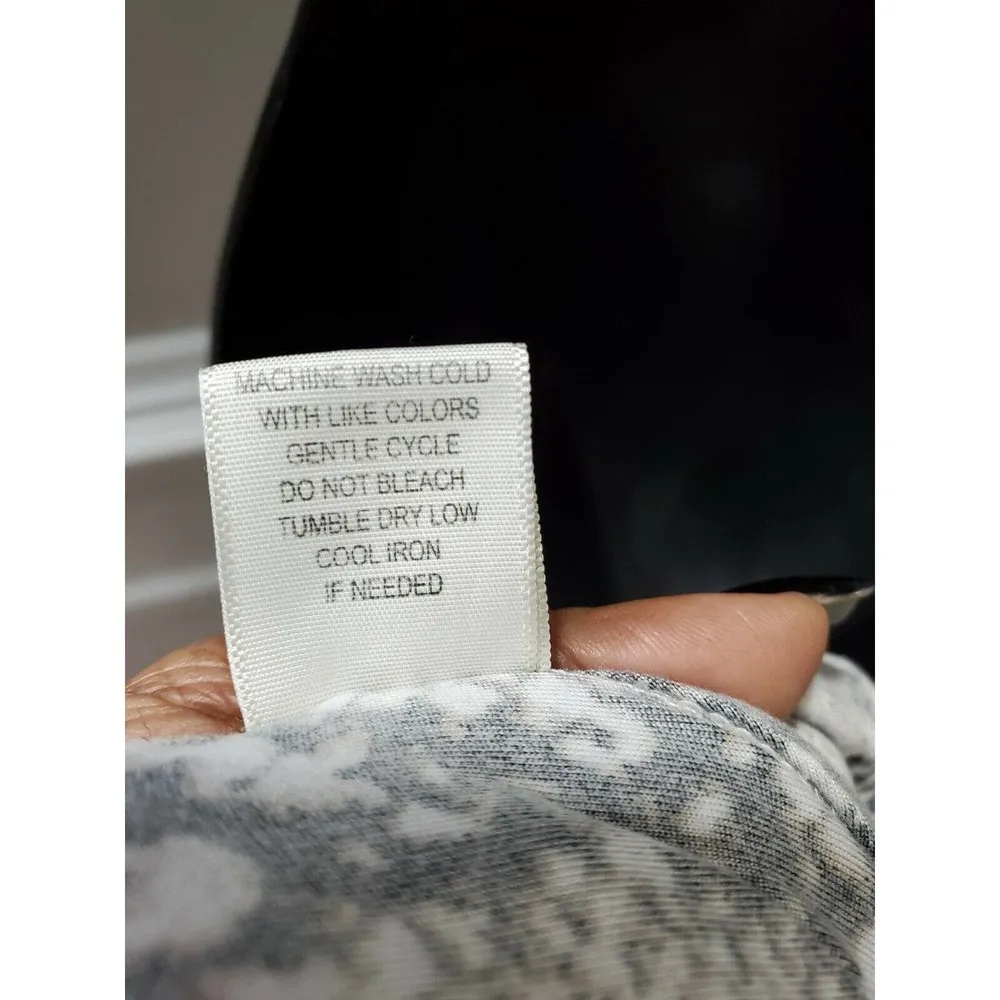 MACHINE WASH COLD
WITH LIKE COLORS
GENTLE CYCLE
DO NOT BLEACH
TUMBLE DRY LOW
COOL IRON
IF NEEDED